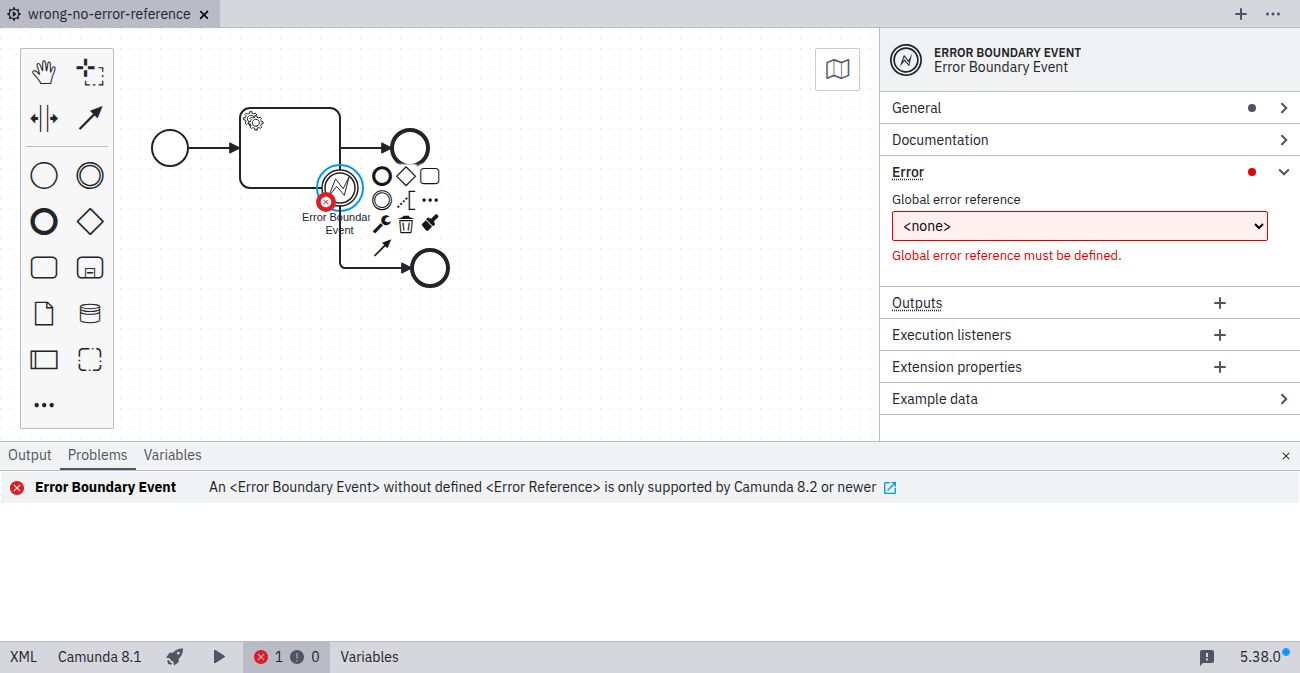 wrong-no-error-reference
ERROR BOUNDARY EVENT
Error Boundary Event
General
Documentation
Error
Global error reference
<none>
Global error reference must be defined.
Outputs
Execution listeners
Extension properties
Example data
Error Boundar
Event
Output Problems Variables
Error Boundary Event An <Error Boundary Event> without defined <Error Reference> is only supported by Camunda 8.2 or newer
XML Camunda 8.1 1 0 Variables 5.38.0